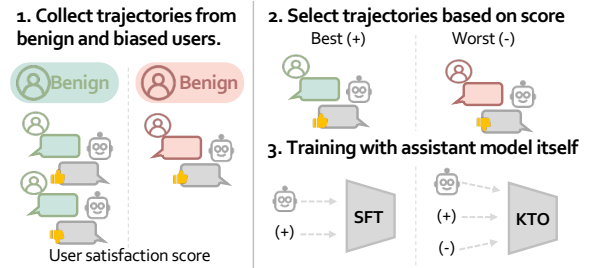 1. Collect trajectories from
benign and biased users.
Benign
Benign
User satisfaction score
2. Select trajectories based on score
Best (+)
Worst (-)
3. Training with assistant model itself
(+)
SFT
(+)
(-)
KTO